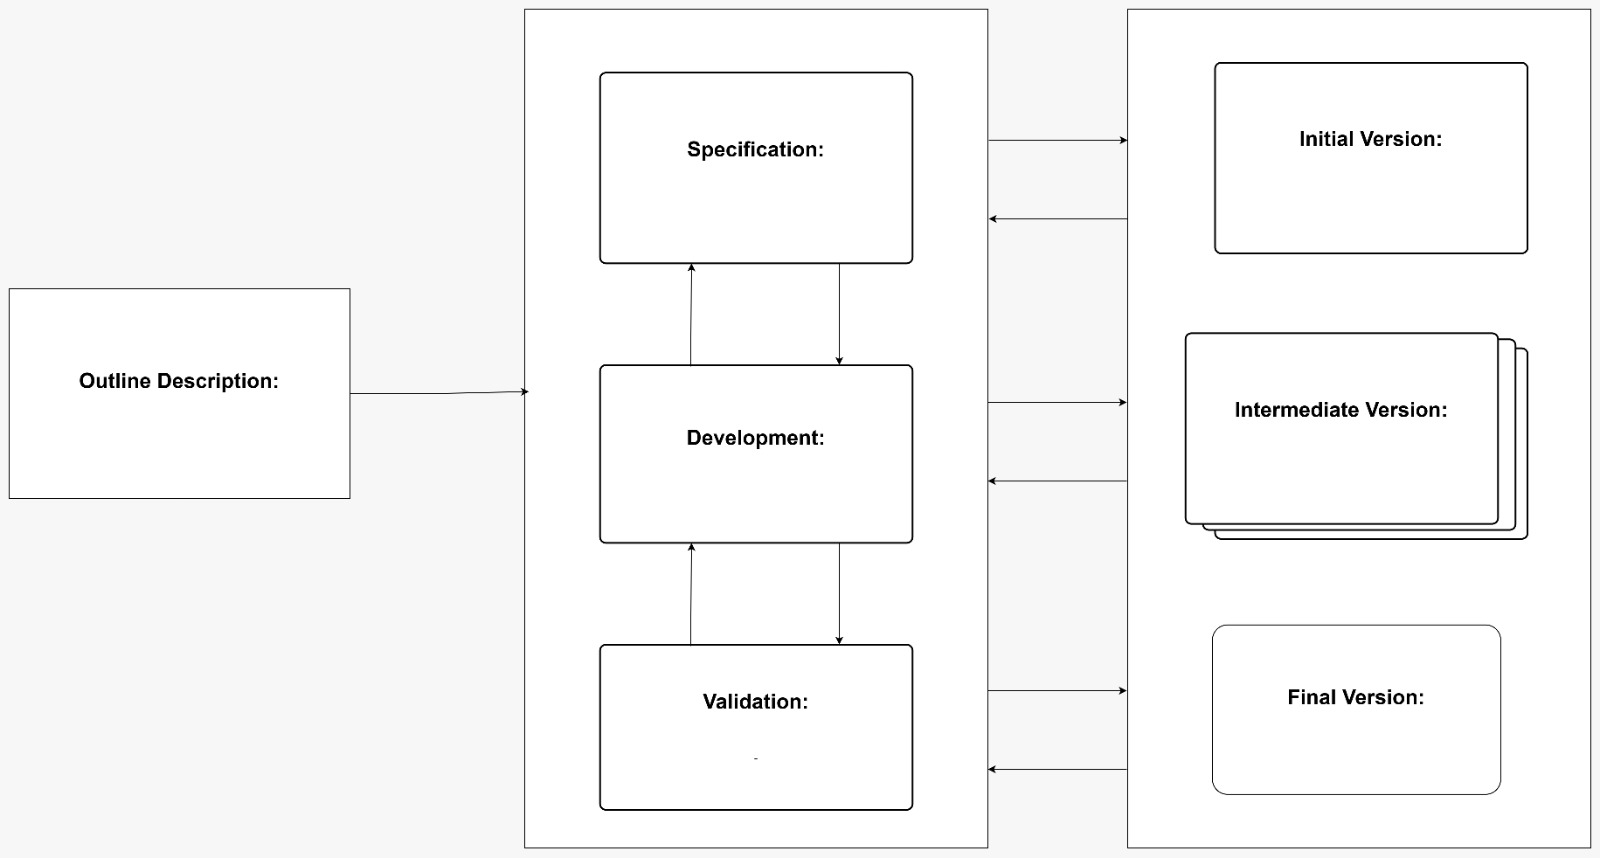 Outline Description:
Specification:
Development:
Validation:
-
Initial Version:
Intermediate Version:
Final Version: